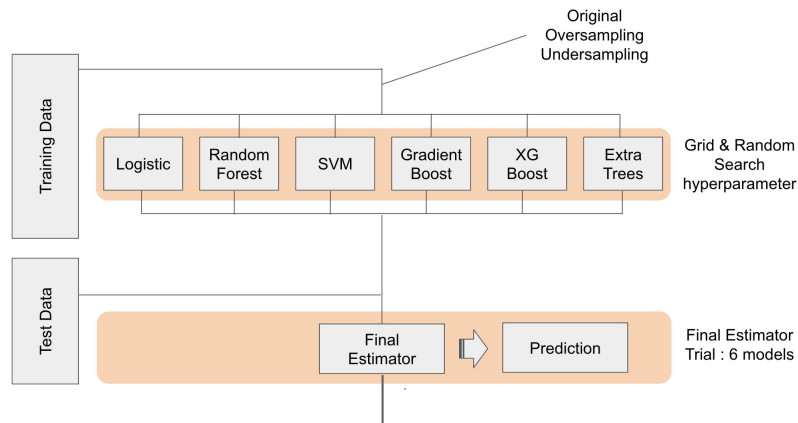 Original
Oversampling
Undersampling
Training Data
Logistic
Random
Forest
SVM
Gradient
Boost
XG
Boost
Extra
Trees
Grid & Random
Search
hyperparameter
Test Data
Final
Estimator
Prediction
Final Estimator
Trial : 6 models